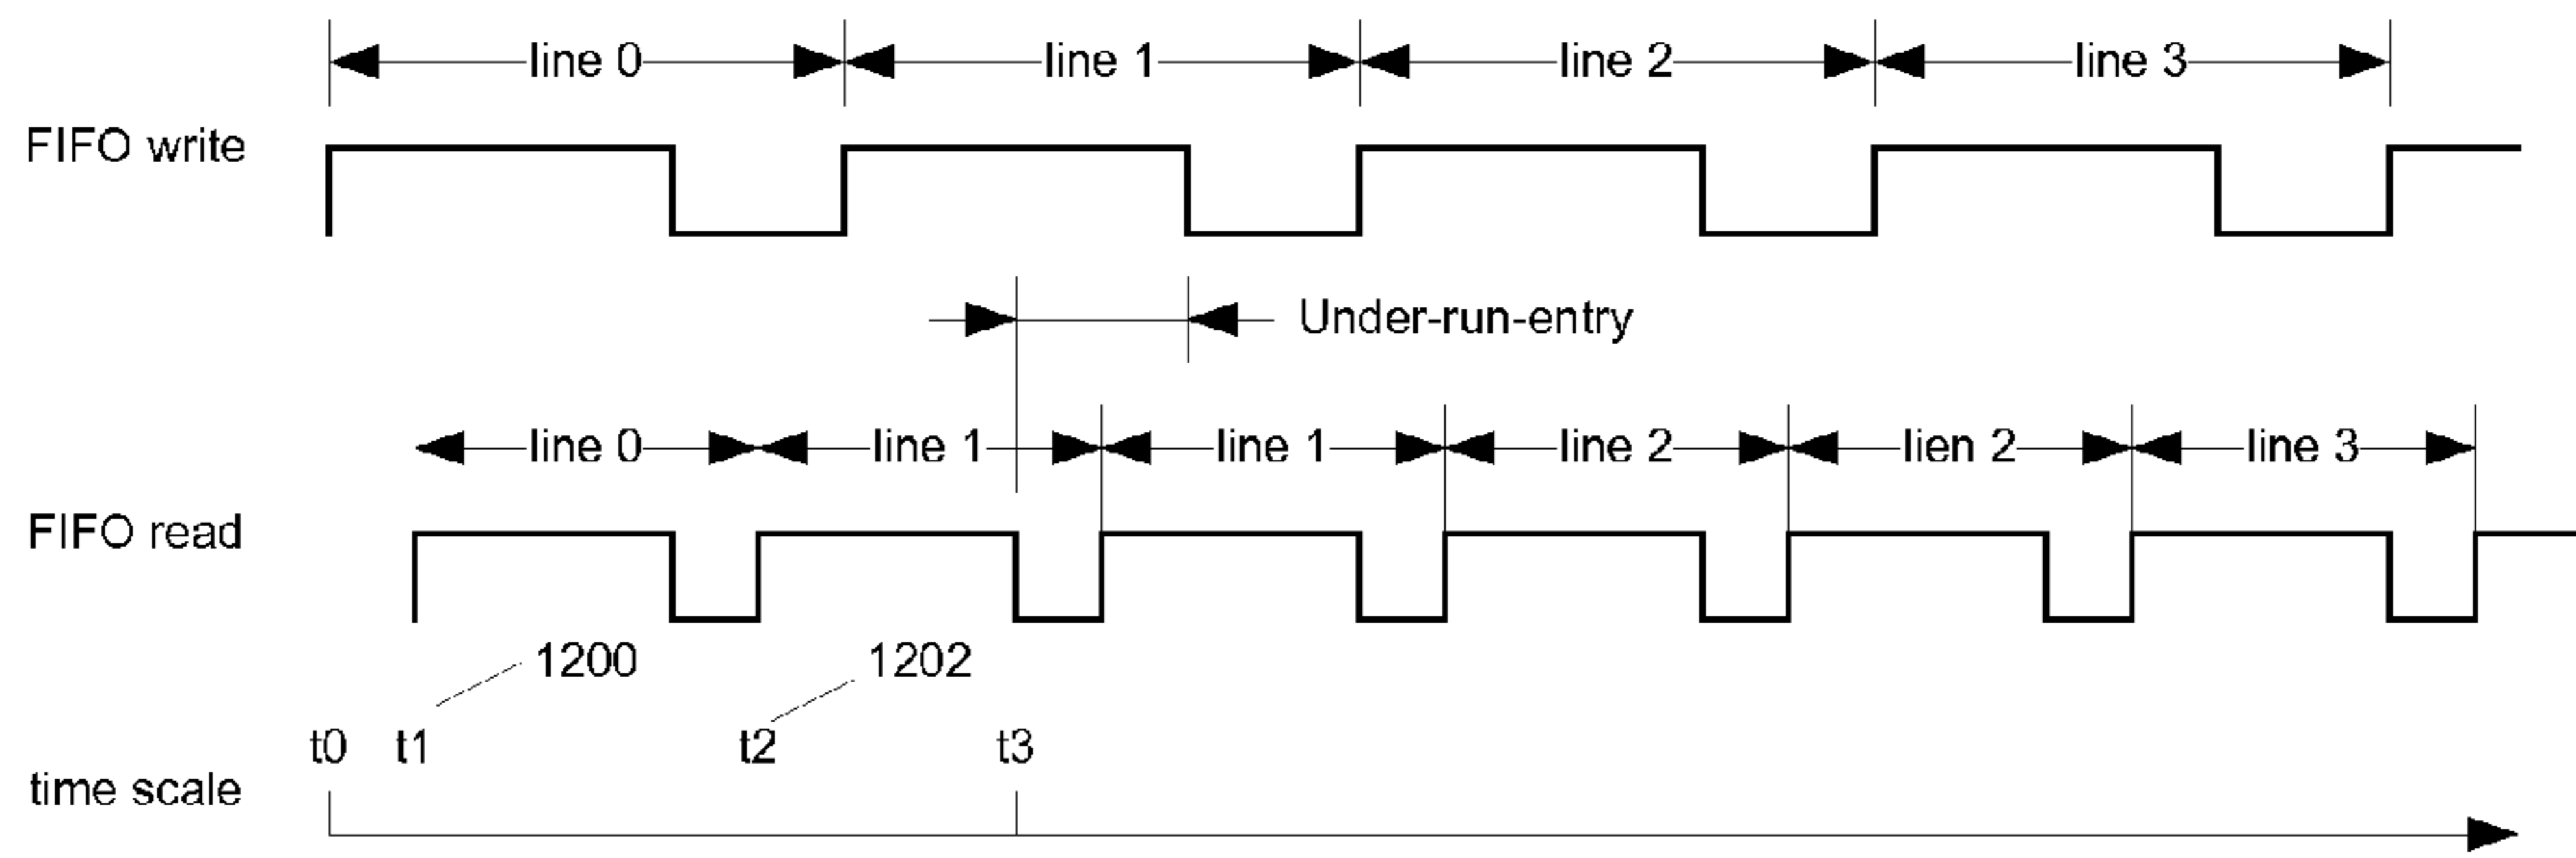 line 0 line 1 line 2 line 3
FIFO write
Under-run-entry
line 0 line 1 line 1 line 2 lien 2 line 3
FIFO read
1200 1202
t0 t1 t2 t3
time scale